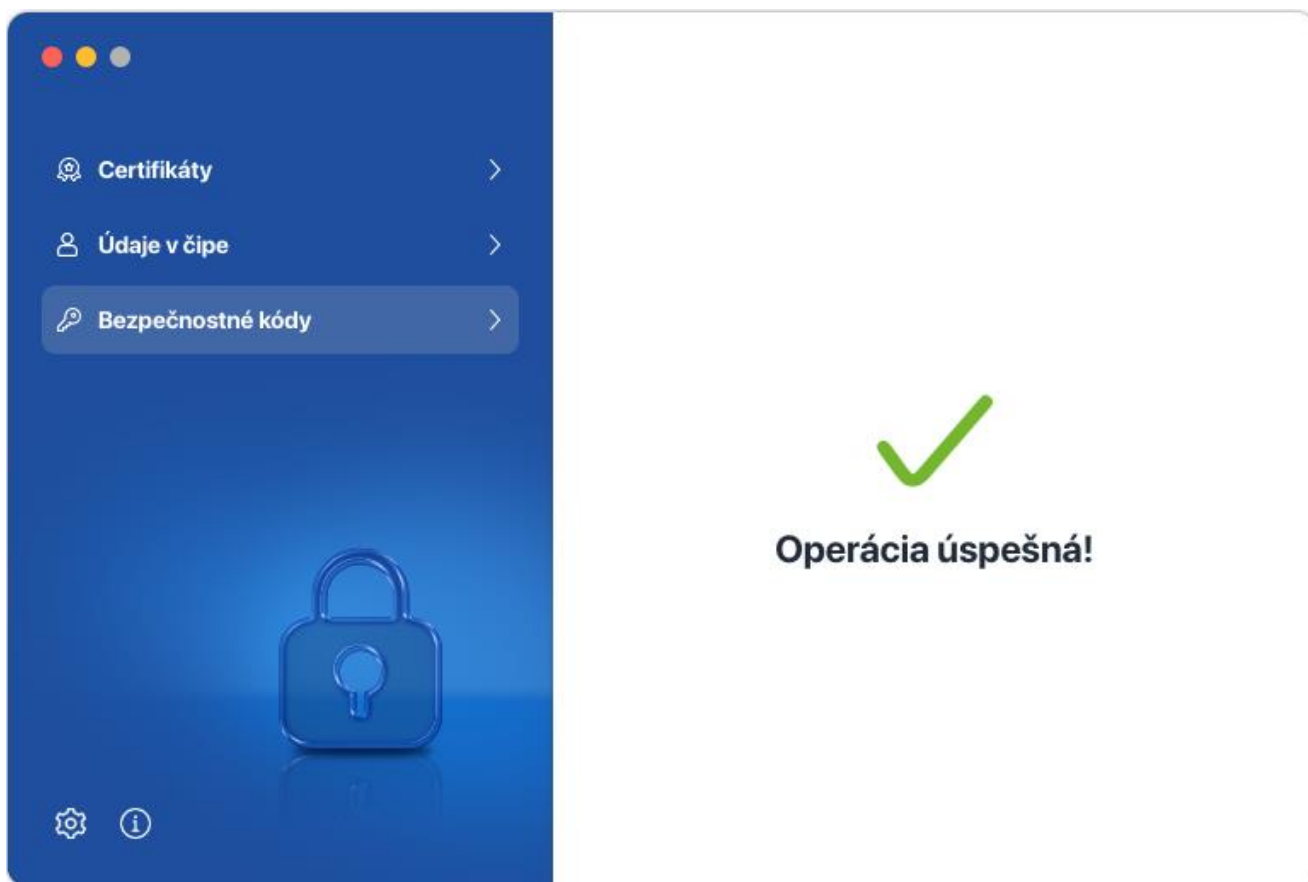 Certifikáty
Údaje v čipe
Bezpečnostné kódy
Operácia úspešná!